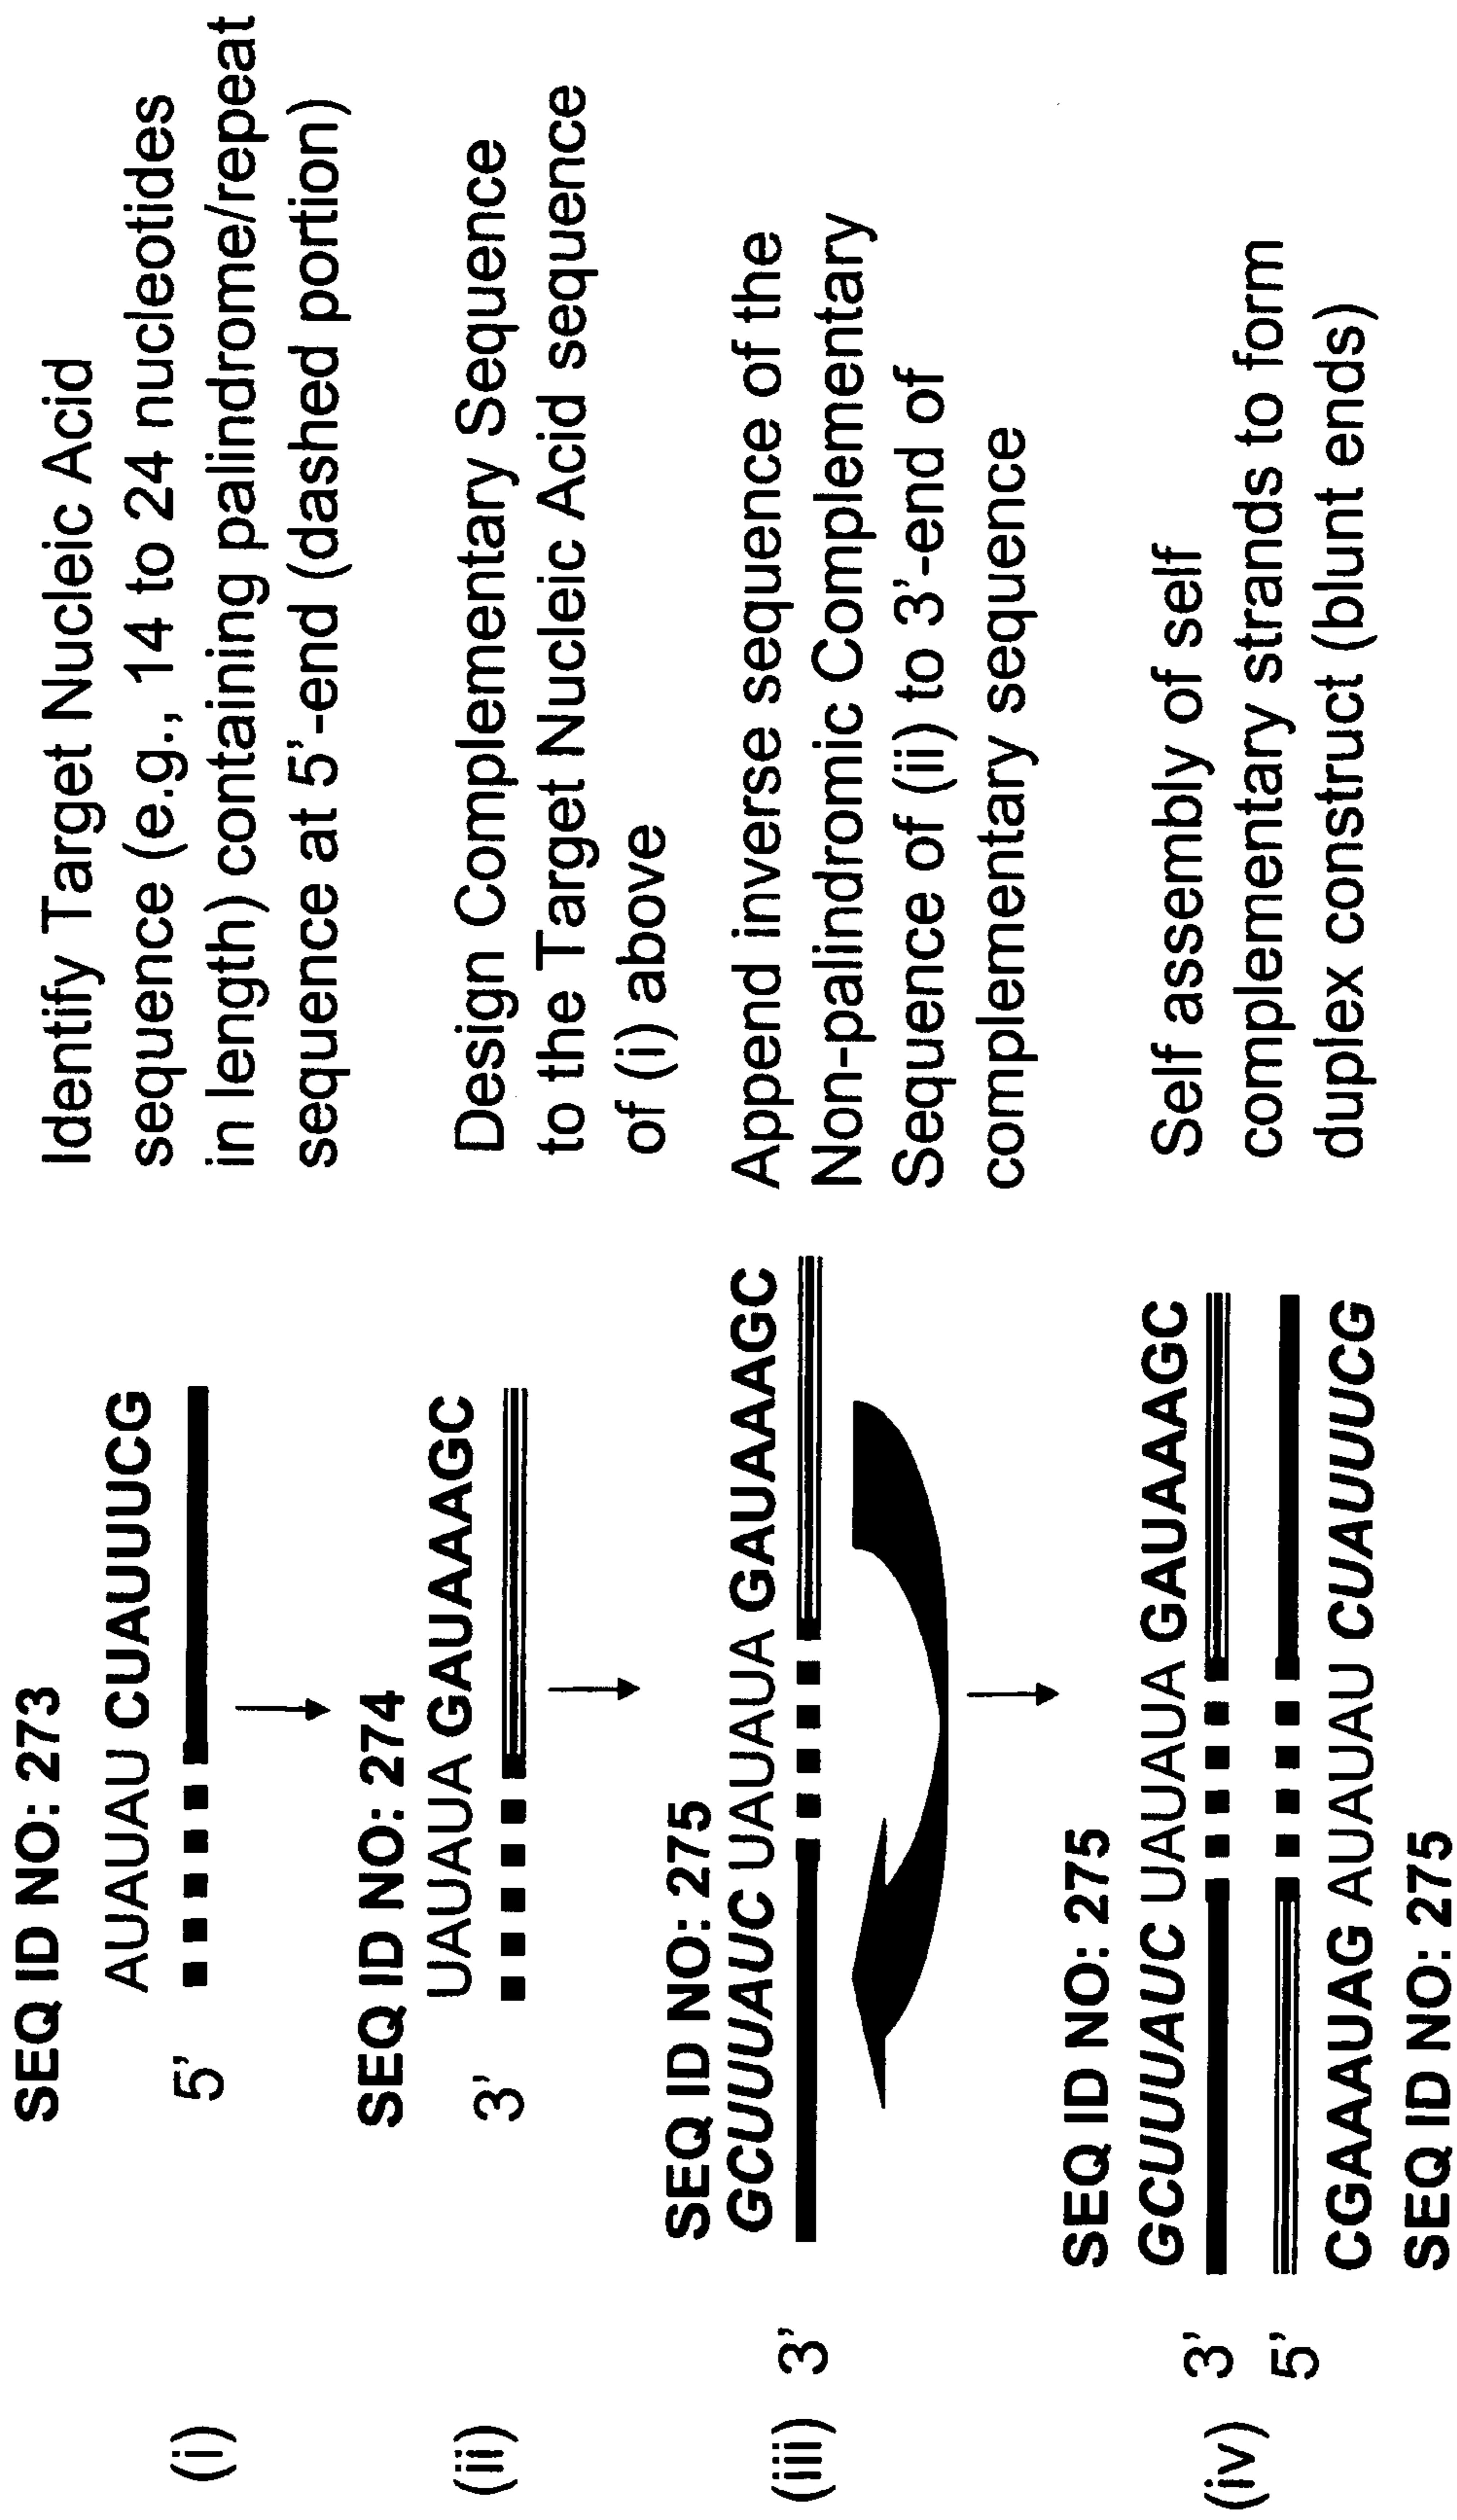 SEQ ID NO: 273
AUAUAU CUAUUUCG
5'
(i)
Identify Target Nucleic Acid
sequence (e.g., 14 to 24 nucleotides
in length) containing palindrome/repeat
sequence at 5'-end (dashed portion)
SEQ ID NO: 274
UAUAUA GAUAAAGC
3'
(ii)
Design Complementary Sequence
to the Target Nucleic Acid sequence
of (i) above
SEQ ID NO: 275
GCUUUAUC UAUAUA GAUAAAGC
(iii) 3'
Append inverse sequence of the
Non-palindromic Complementary
Sequence of (ii) to 3'-end of
complementary sequence
SEQ ID NO: 275
GCUUUAUC UAUAUA GAUAAAGC
3'
(iv)
5'
CGAAAUAG AUAUAU CUAUUUCG
SEQ ID NO: 275
Self assembly of self
complementary strands to form
duplex construct (blunt ends)